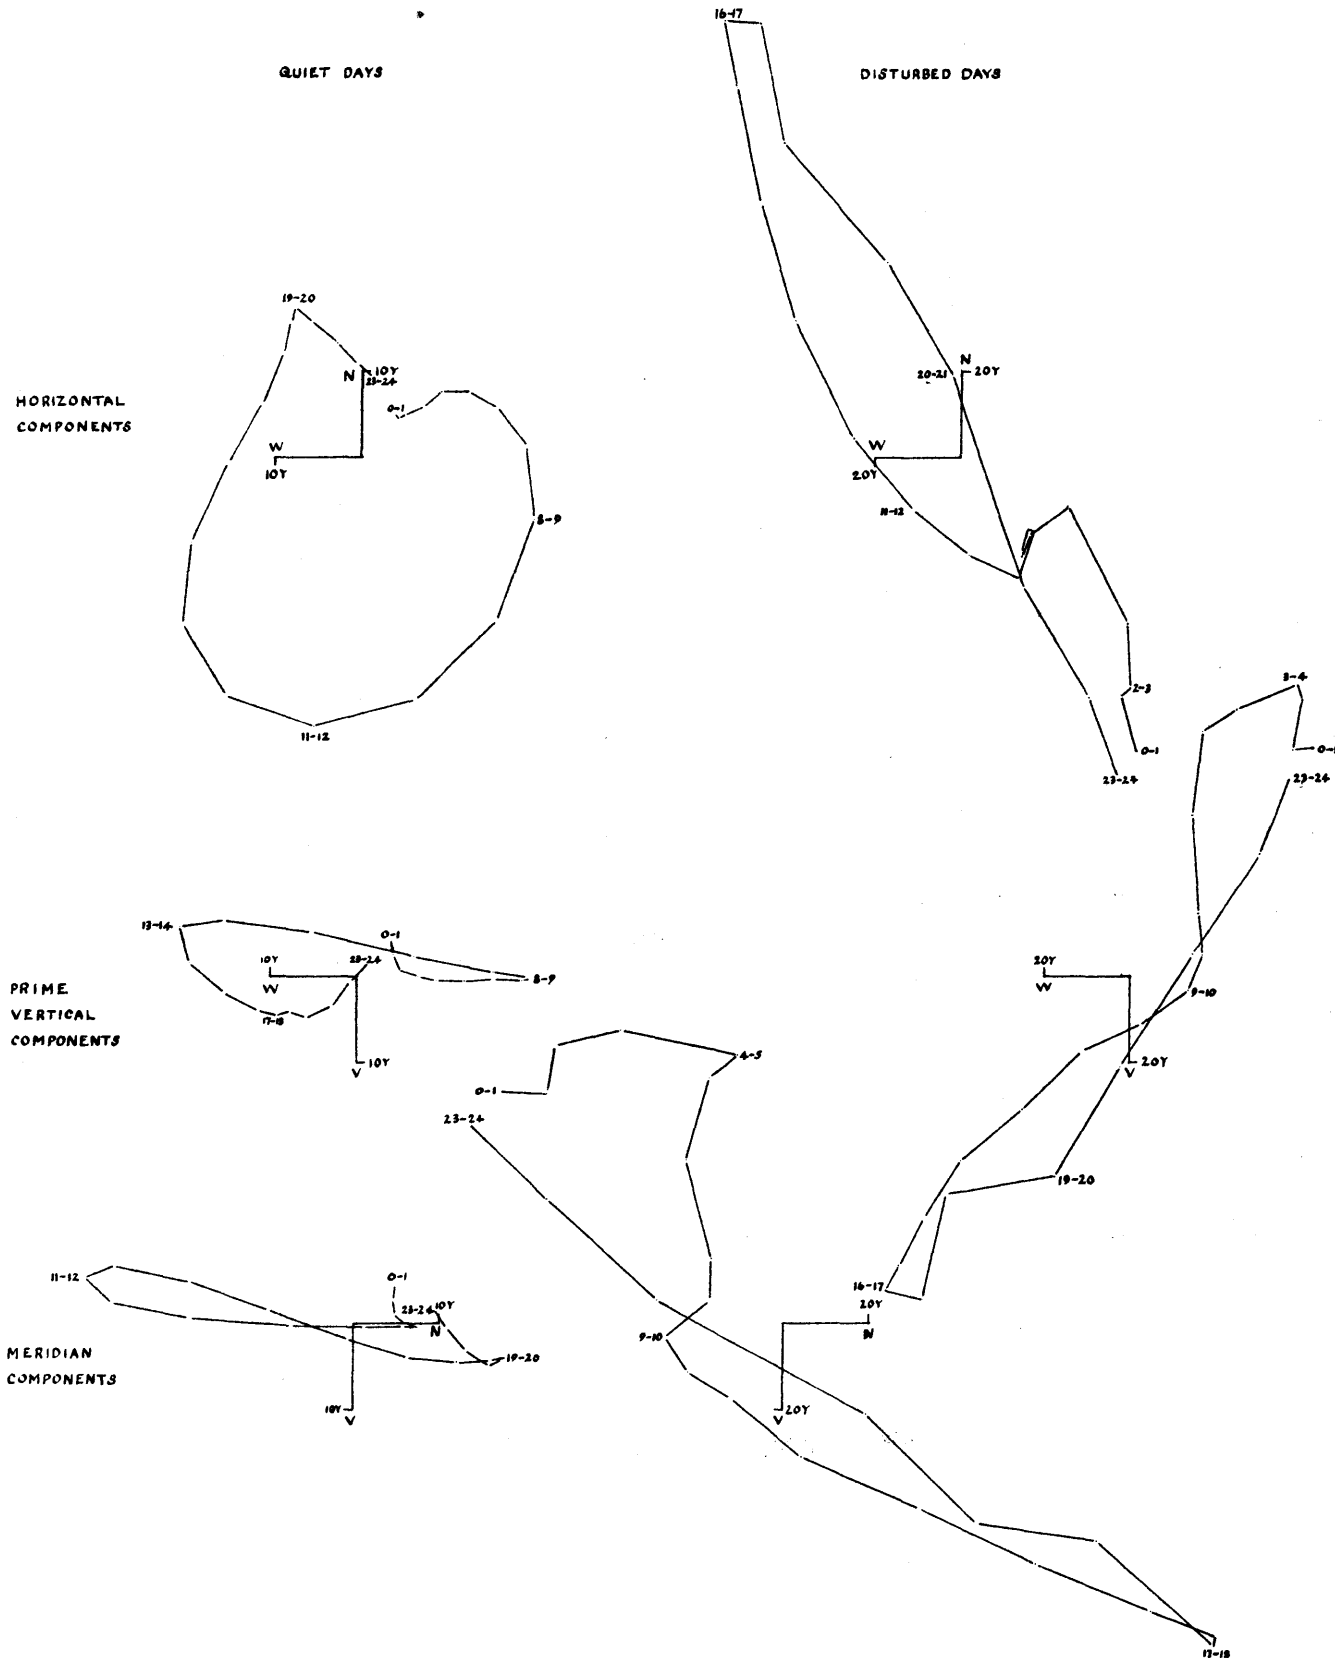 QUIET DAYS
DISTURBED DAYS
HORIZONTAL
COMPONENTS
19-20
N
10γ
23-24
0-1
W
10γ
8-9
11-12
16-17
N
20-21
20γ
W
20γ
11-12
2-3
0-1
23-24
PRIME
VERTICAL
COMPONENTS
13-14
0-1
10γ
23-24
W
8-9
17-18
10γ
V
3-4
23-24
20γ
W
9-10
20γ
V
19-20
16-17
MERIDIAN
COMPONENTS
11-12
0-1
23-24
10γ
N
19-20
10γ
V
4-5
0-1
23-24
9-10
20γ
N
20γ
V
17-18